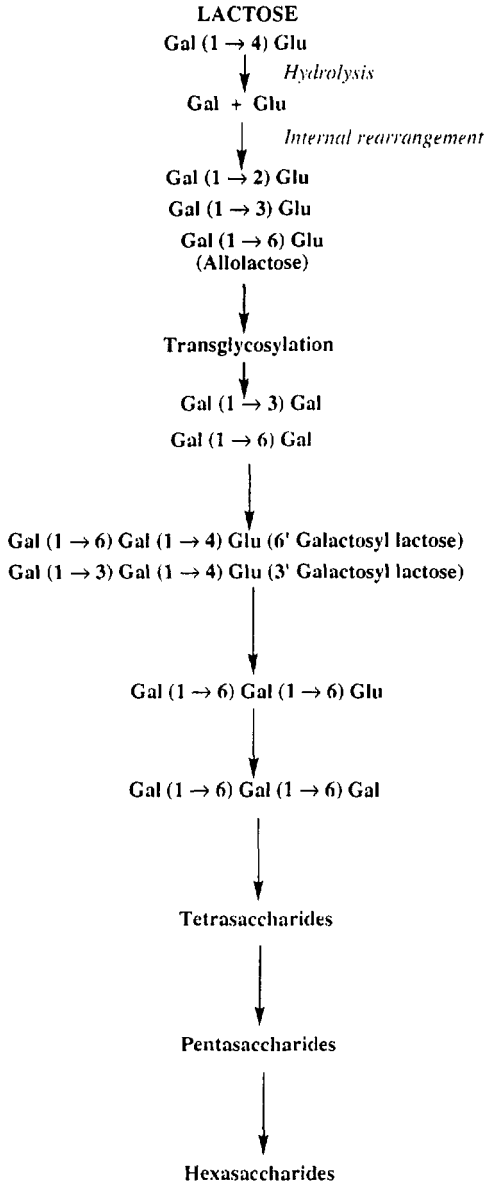 LACTOSE
Gal (1 → 4) Glu
Hydrolysis
Gal + Glu
Internal rearrangement
Gal (1 → 2) Glu
Gal (1 → 3) Glu
Gal (1 → 6) Glu
(Allolactose)
Transglycosylation
Gal (1 → 3) Gal
Gal (1 → 6) Gal
Gal (1 → 6) Gal (1 → 4) Glu (6' Galactosyl lactose)
Gal (1 → 3) Gal (1 → 4) Glu (3' Galactosyl lactose)
Gal (1 → 6) Gal (1 → 6) Glu
Gal (1 → 6) Gal (1 → 6) Gal
Tetrasaccharides
Pentasaccharides
Hexasaccharides